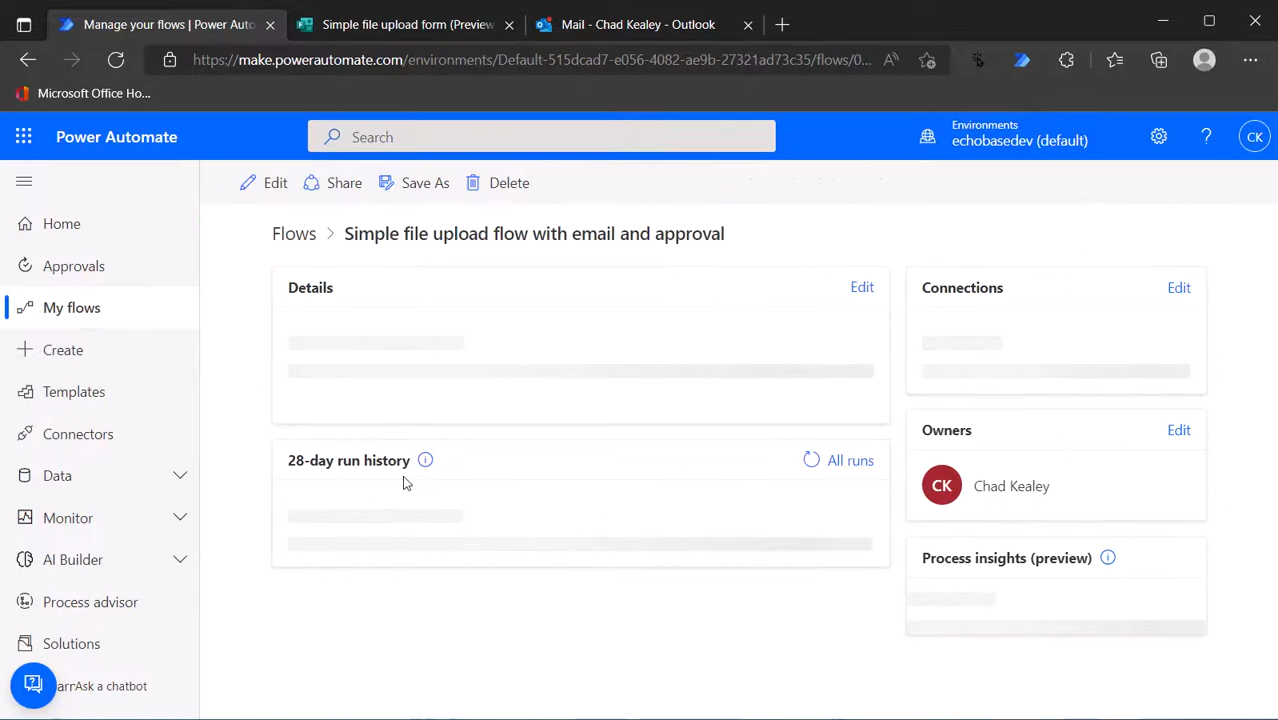 Manage your flows | Power Auto
Simple file upload form (Preview
Mail - Chad Kealey - Outlook
https://make.powerautomate.com/environments/Default-515dcad7-e056-4082-ae9b-27321ad73c35/flows/0...
Microsoft Office Ho...
Power Automate
Search
Environments
echobasedev (default)
CK
Edit
Share
Save As
Delete
Home
Approvals
My flows
Create
Templates
Connectors
Data
Monitor
AI Builder
Process advisor
Solutions
Ask a chatbot
Flows > Simple file upload flow with email and approval
Details
Edit
28-day run history
All runs
Connections
Edit
Owners
Edit
CK
Chad Kealey
Process insights (preview)